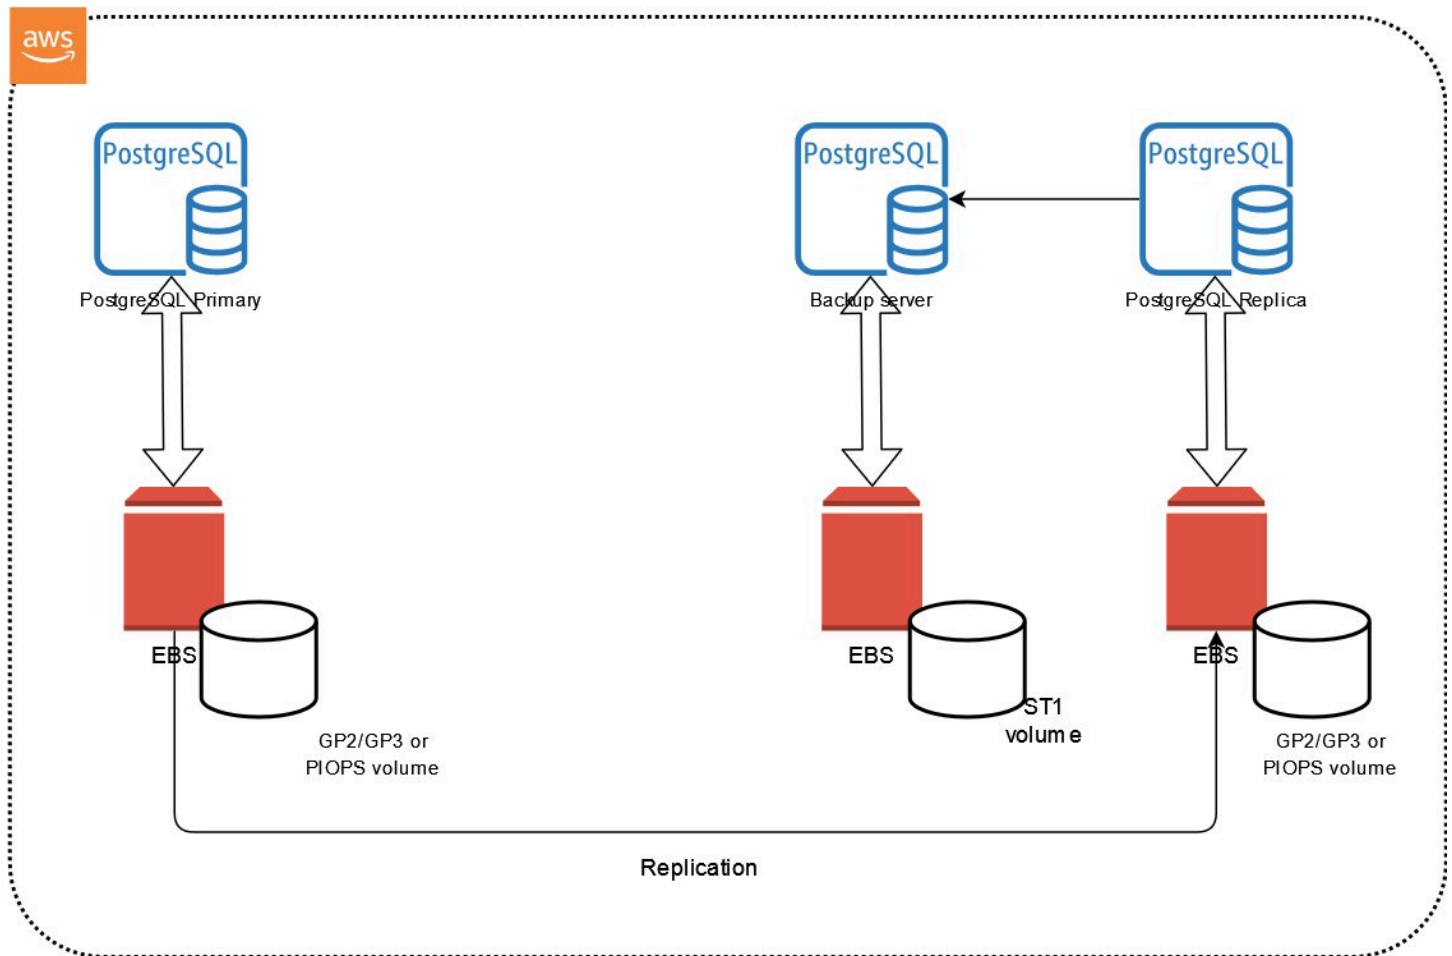 aws
PostgreSQL
PostgreSQL
PostgreSQL
PostgreSQL Primary
Backup server
PostgreSQL Replica
EBS
EBS
EBS
ST1
volume
GP2/GP3 or
PIOPS volume
GP2/GP3 or
PIOPS volume
Replication